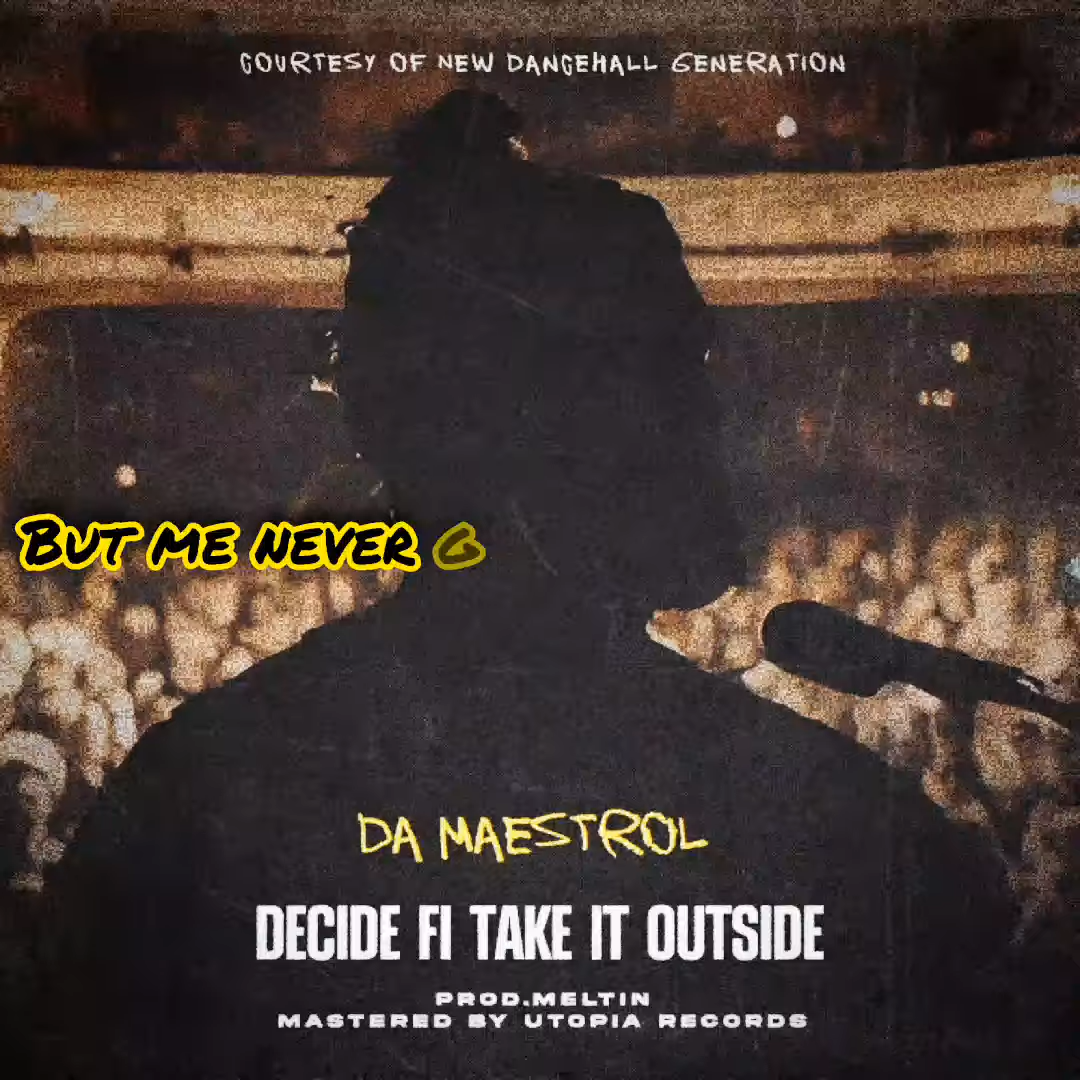 COURTESY OF NEW DANCEHALL GENERATION
BUT ME NEVER G
DA MAESTROL
DECIDE FI TAKE IT OUTSIDE
PROD.MELTIN
MASTERED BY UTOPIA RECORDS